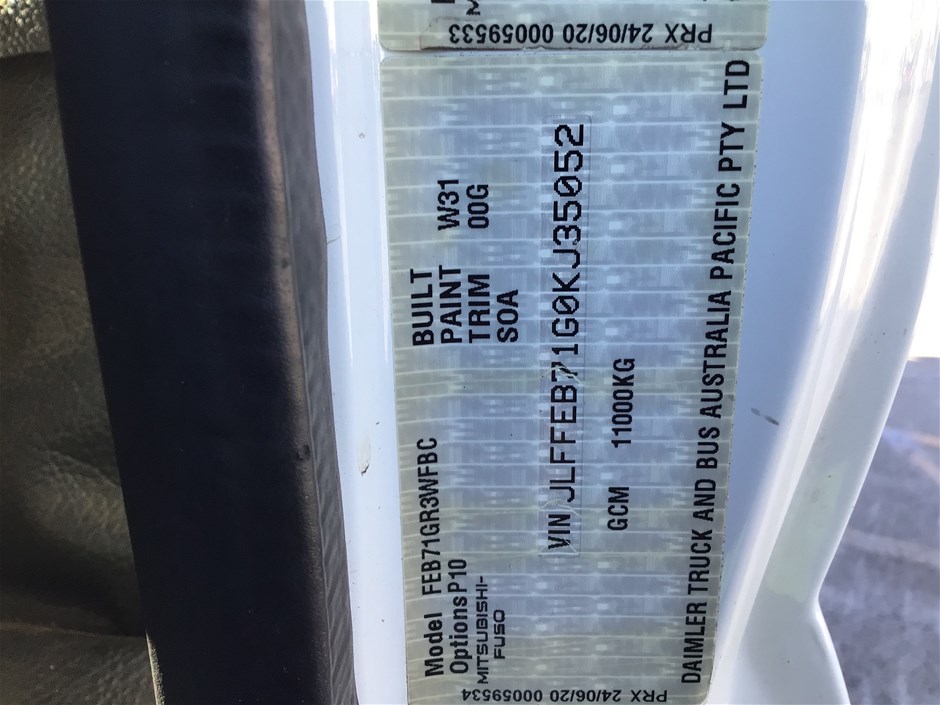 PRX 24/06/20 00059533
Model FEB71GR3WFBC
Options P10
MITSUBISHI-
FUSO
BUILT
PAINT W31
TRIM 00G
SOA
VIN JLFFEB71G0KJ35052
GCM 11000KG
DAIMLER TRUCK AND BUS AUSTRALIA PACIFIC PTY LTD
PRX 24/06/20 00059534